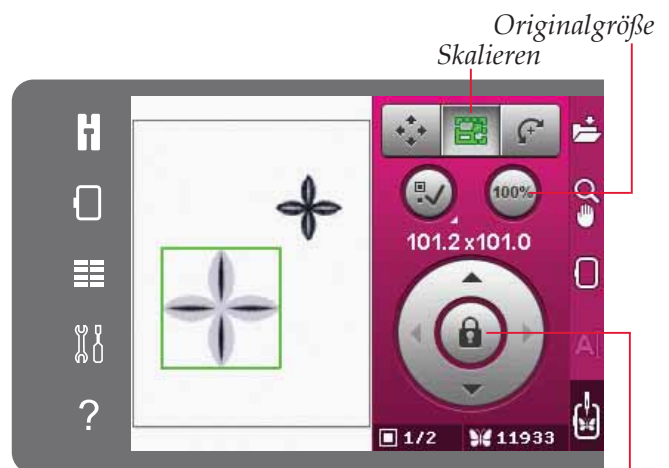 Originalgröße
Skalieren
100%
101.2 x 101.0
A
?
1/2 11933